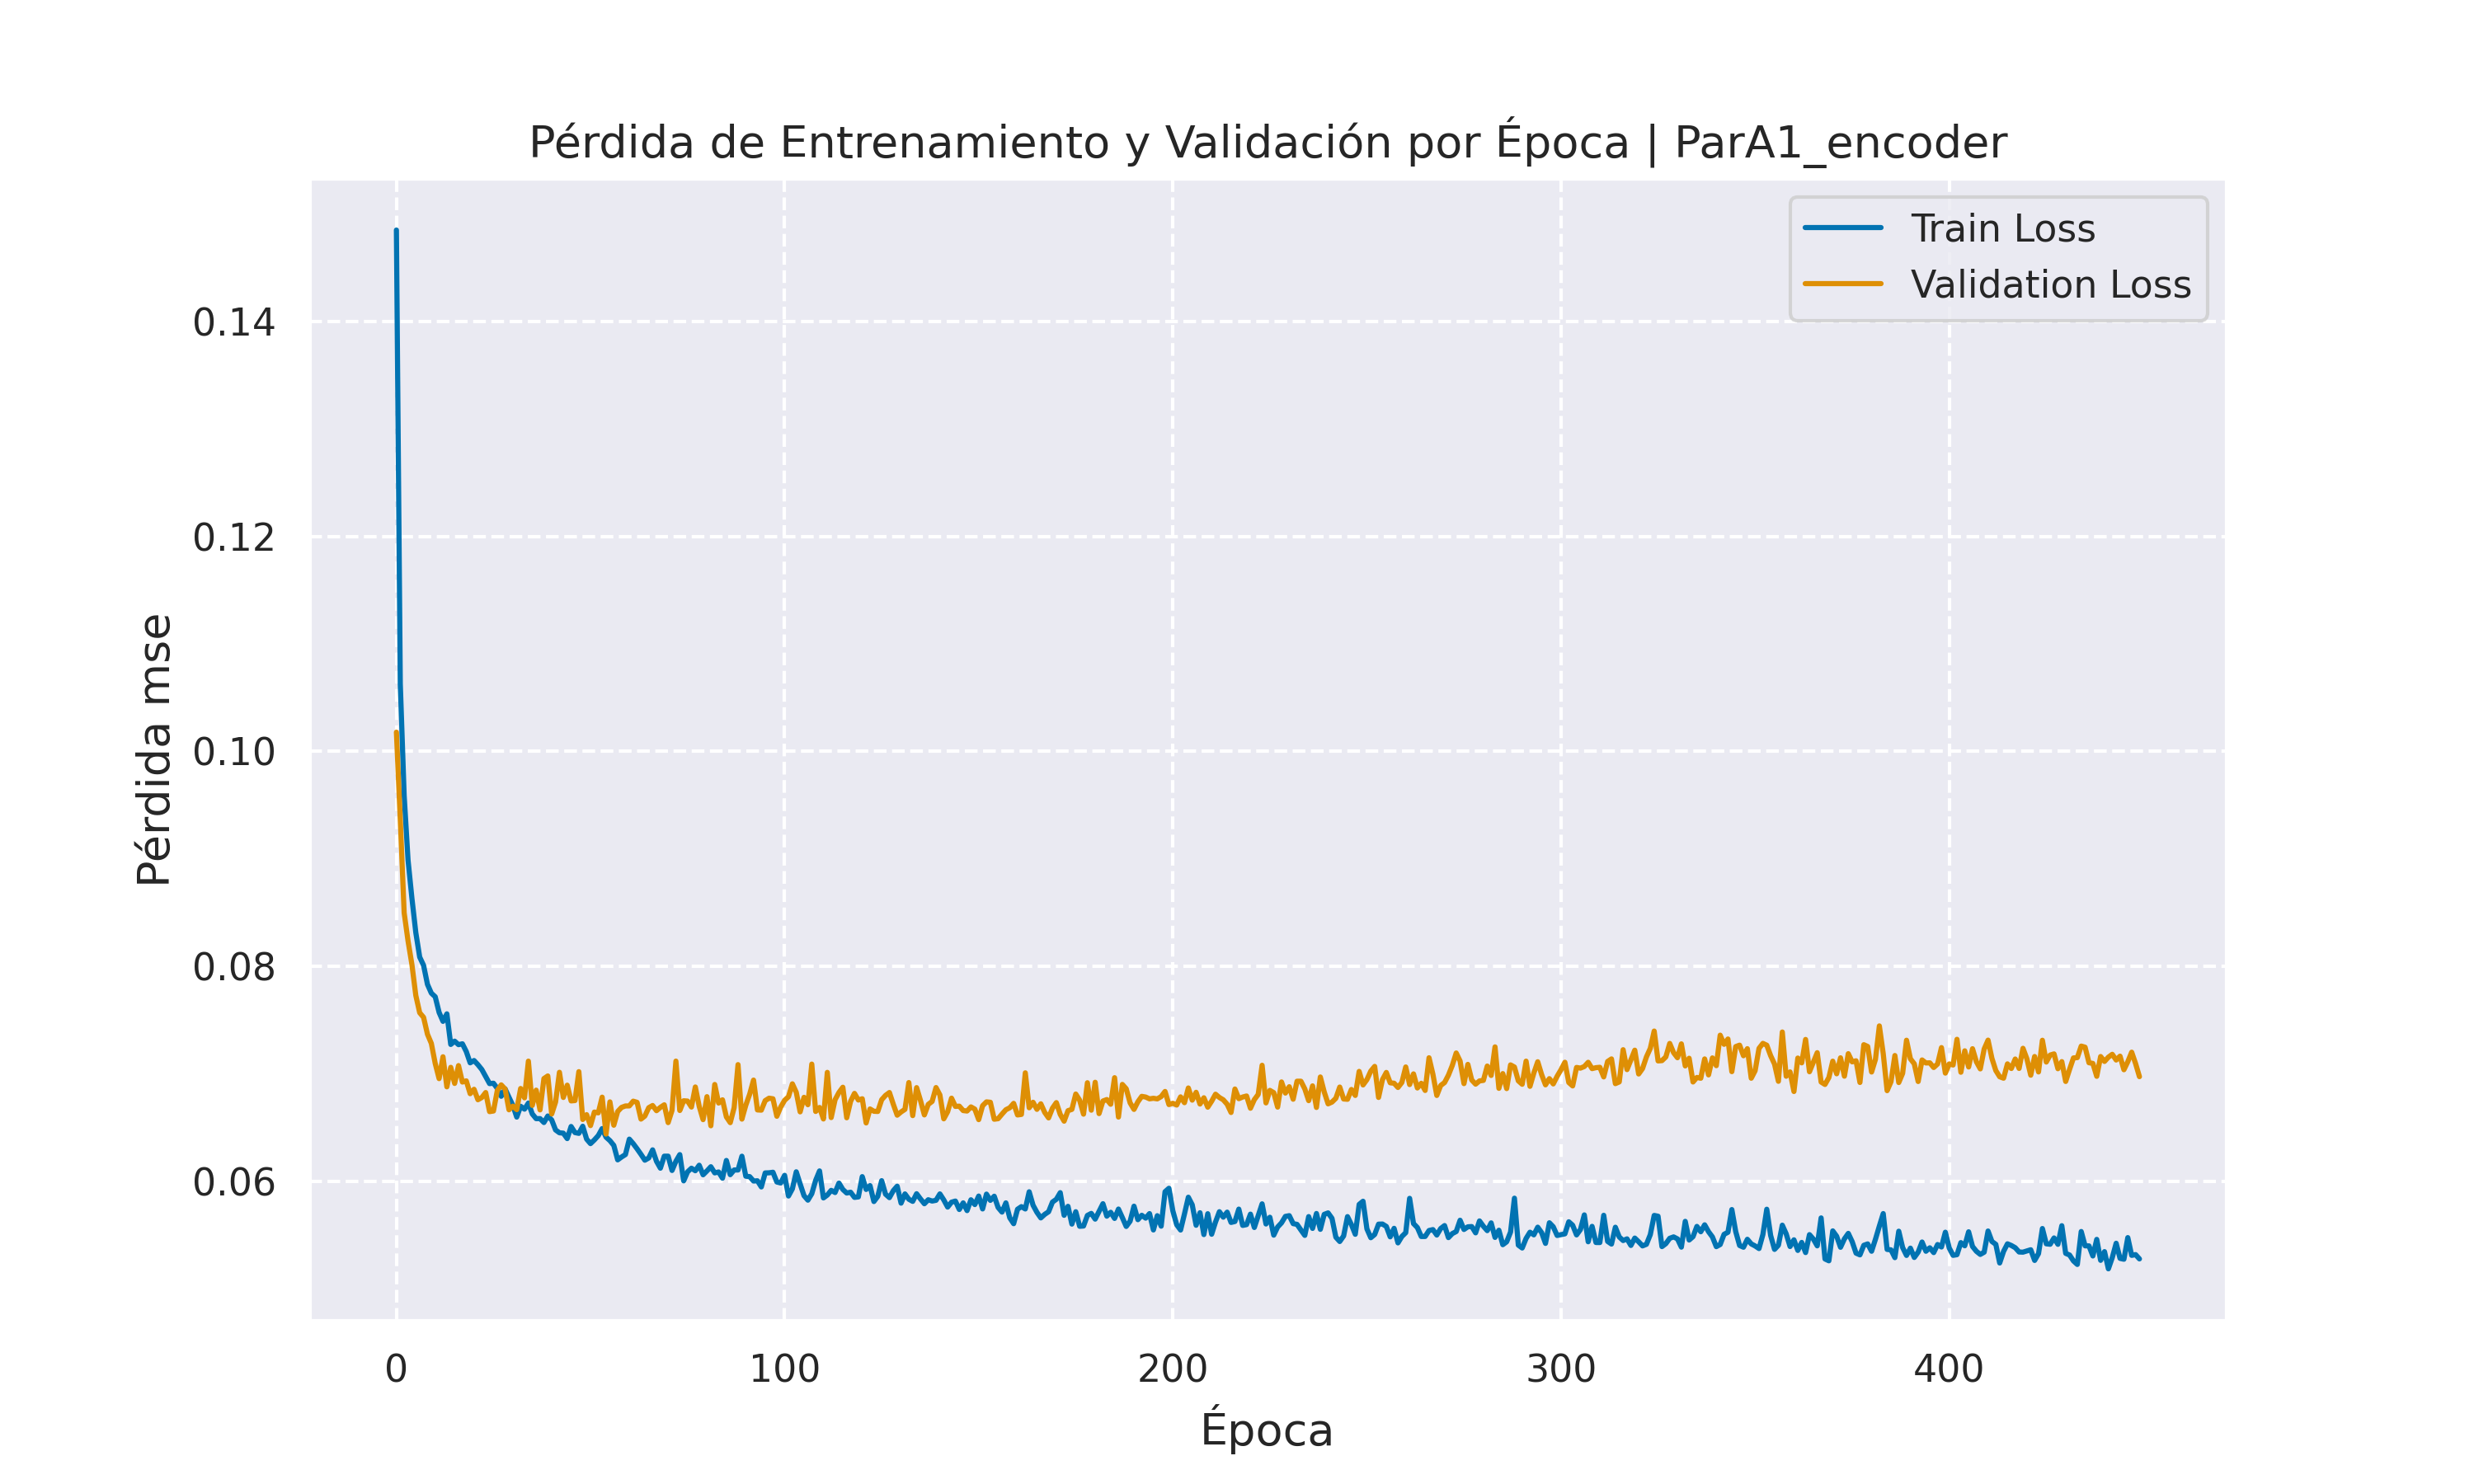 Pérdida de Entrenamiento y Validación por Época | ParA1_encoder
Train Loss
Validation Loss
0.14
0.12
0.10
0.08
0.06
Pérdida mse
0 100 200 300 400
Época